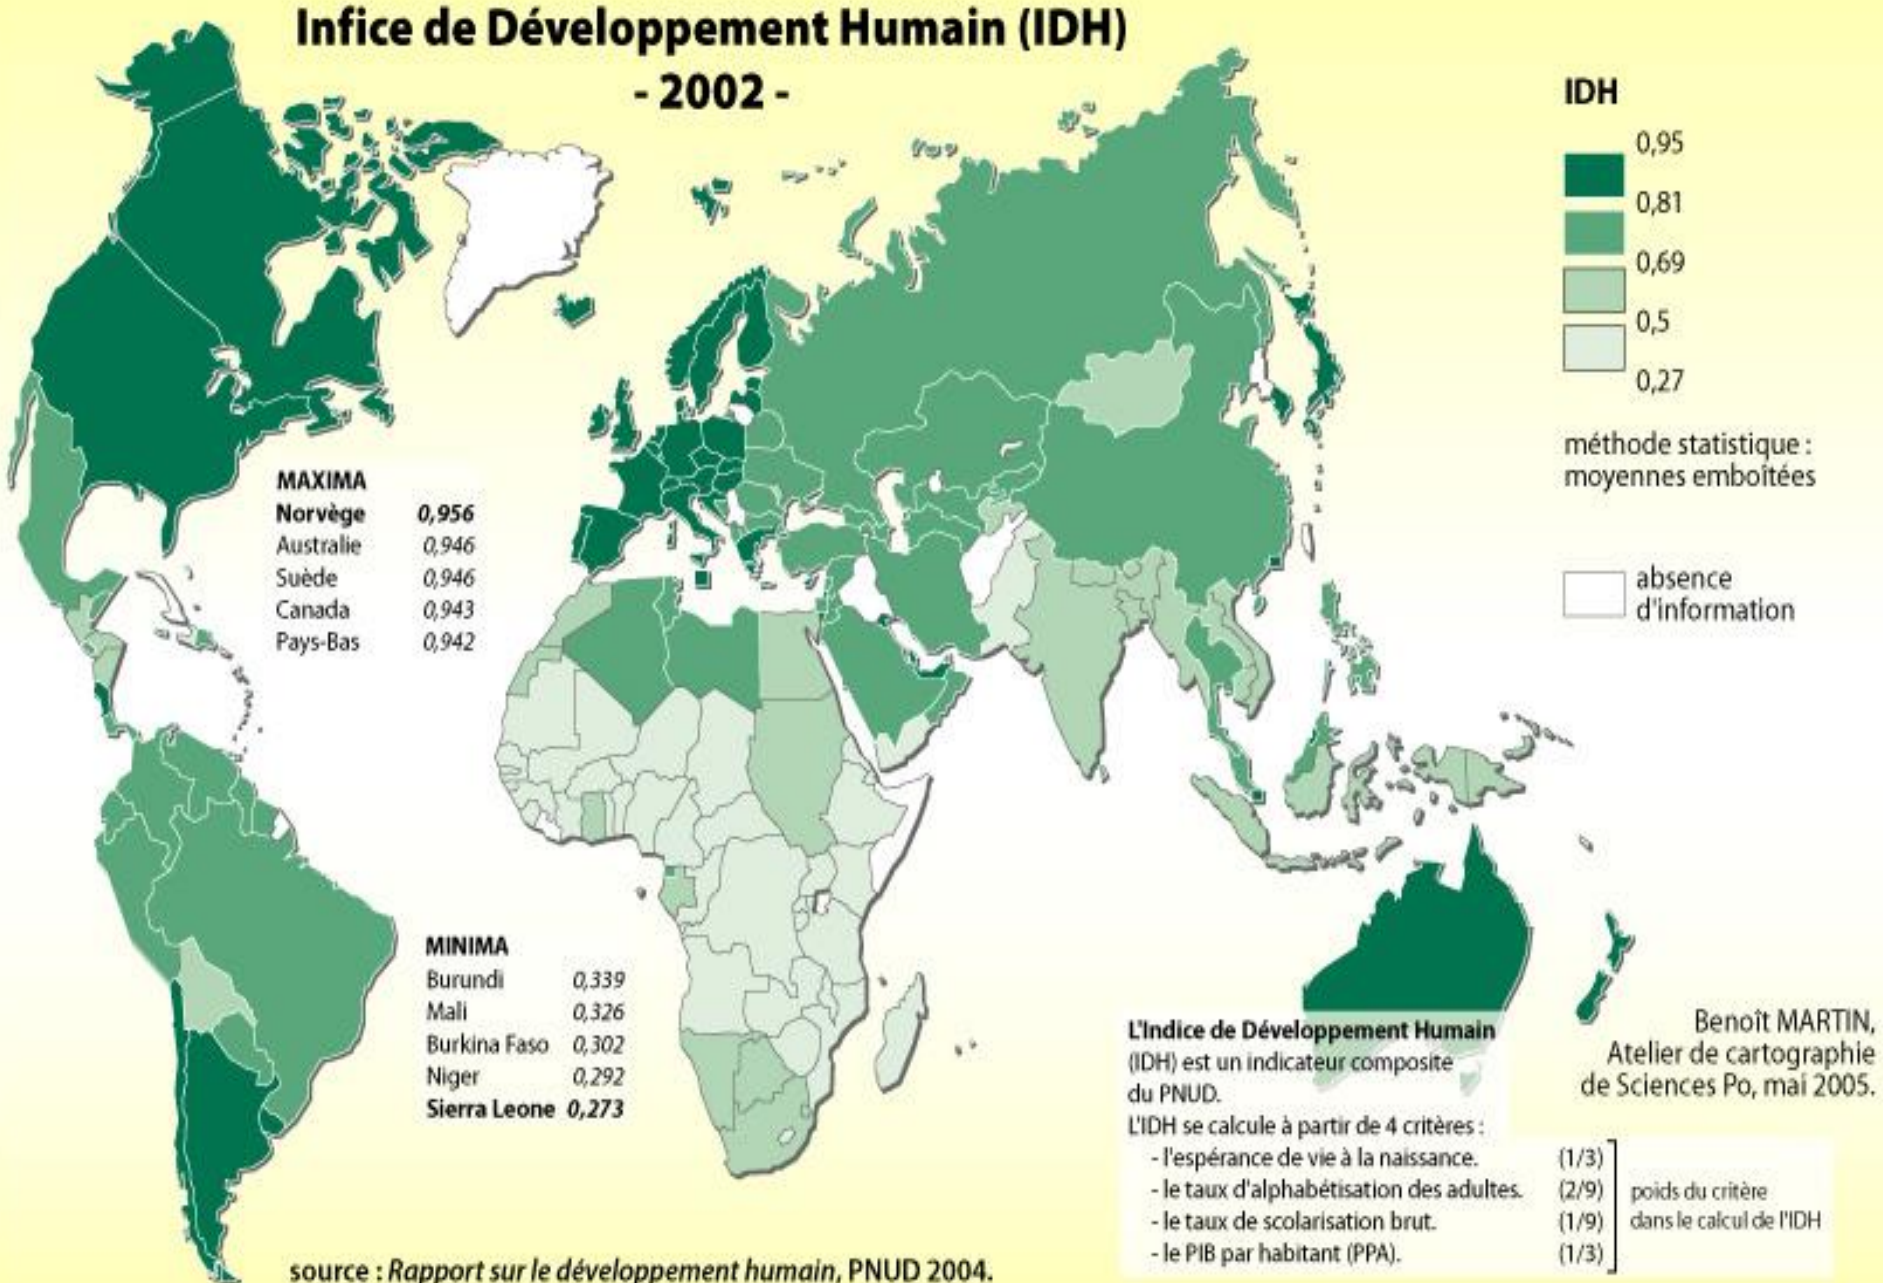 Infice de Développement Humain (IDH)
- 2002 -
IDH
0,95
0,81
0,69
0,5
0,27
méthode statistique :
moyennes emboîtées
absence
d'information
MAXIMA
Norvège 0,956
Australie 0,946
Suède 0,946
Canada 0,943
Pays-Bas 0,942
MINIMA
Burundi 0,339
Mali 0,326
Burkina Faso 0,302
Niger 0,292
Sierra Leone 0,273
L'Indice de Développement Humain
(IDH) est un indicateur composite
du PNUD.
L'IDH se calcule à partir de 4 critères :
- l'espérance de vie à la naissance. (1/3)
- le taux d'alphabétisation des adultes. (2/9)
- le taux de scolarisation brut. (1/9)
- le PIB par habitant (PPA). (1/3)
poids du critère
dans le calcul de l'IDH
Benoît MARTIN,
Atelier de cartographie
de Sciences Po, mai 2005.
source : Rapport sur le développement humain, PNUD 2004.